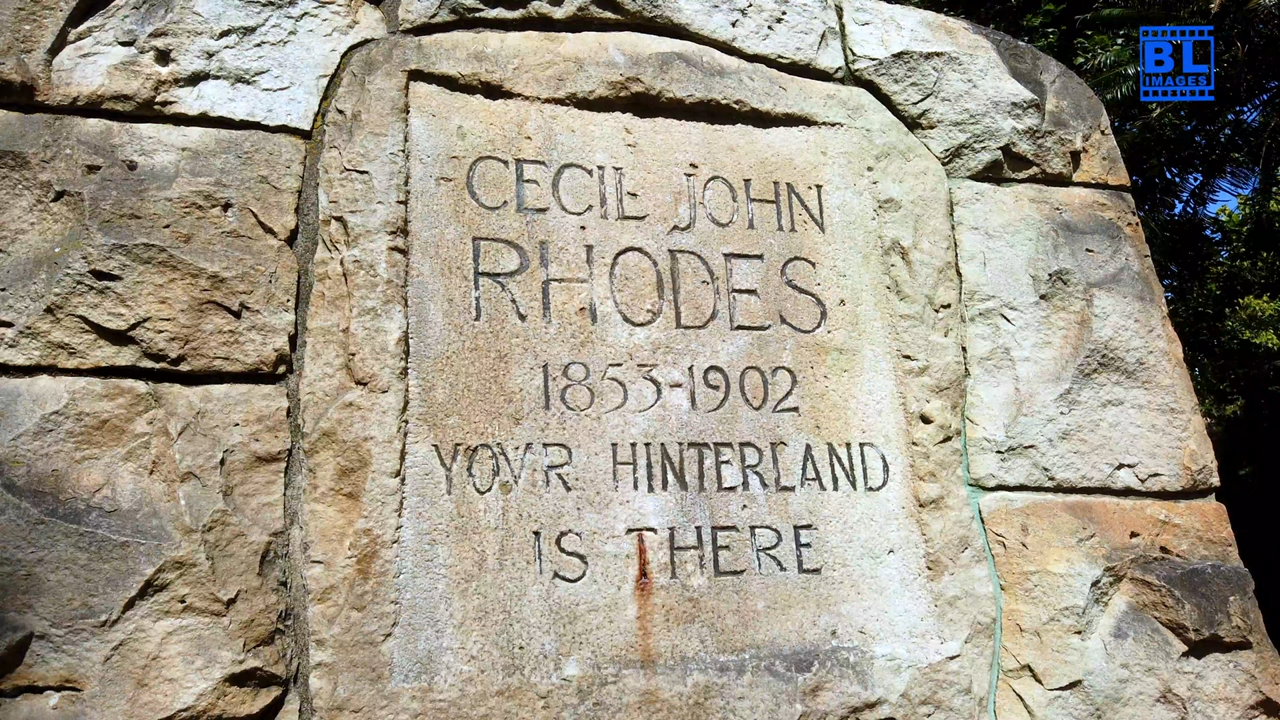 BL
IMAGES
CECIL JOHN
RHODES
1853-1902
YOVR HINTERLAND
IS THERE